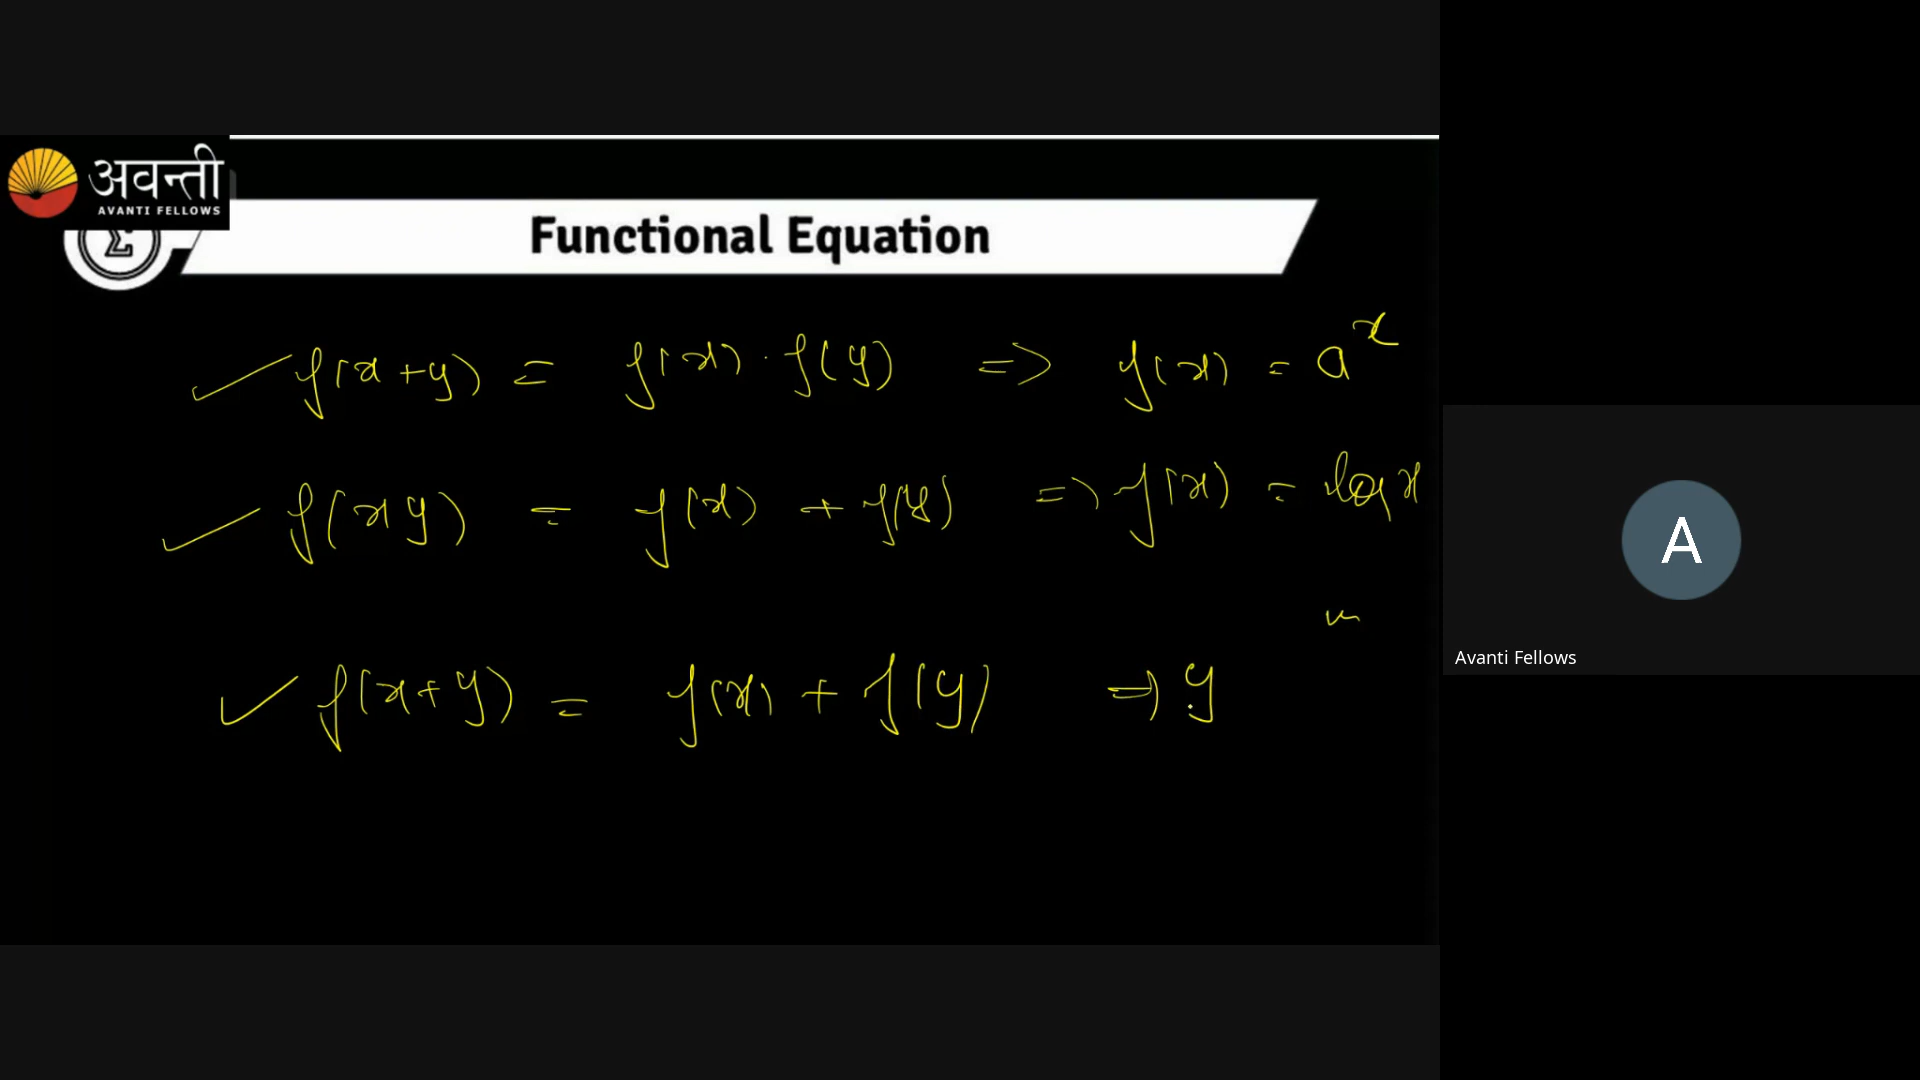 अवन्ती
AVANTI FELLOWS
Σ
Functional Equation
f(x+y) = f(x) · f(y) => f(x) = a^x
f(xy) = f(x) + f(y) => f(x) = log x
f(x+y) = f(x) + f(y) => y
A
Avanti Fellows